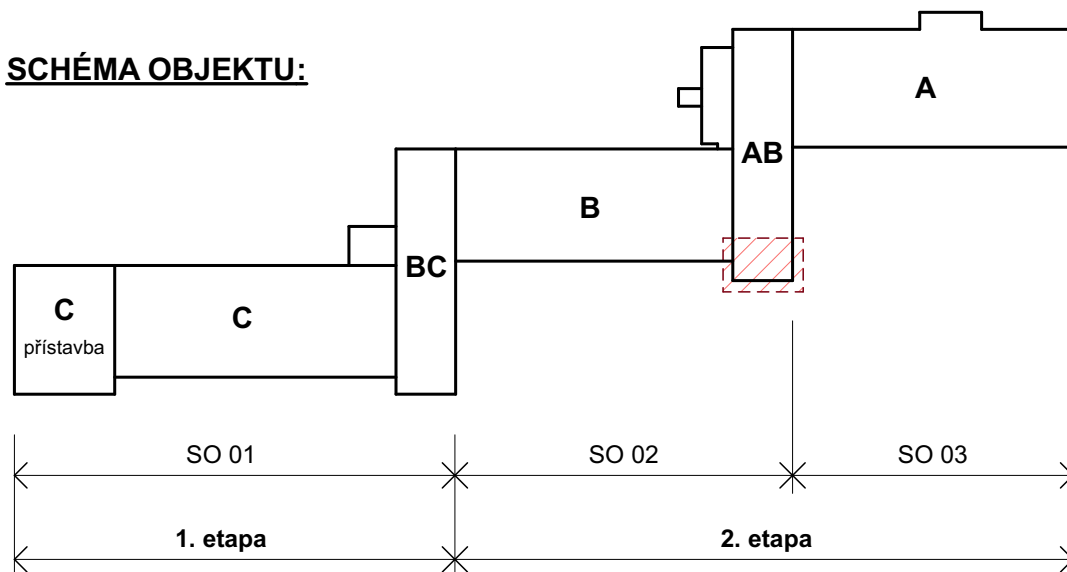 SCHÉMA OBJEKTU:
A
AB
B
BC
C
přístavba
C
SO 01
SO 02
SO 03
1. etapa
2. etapa